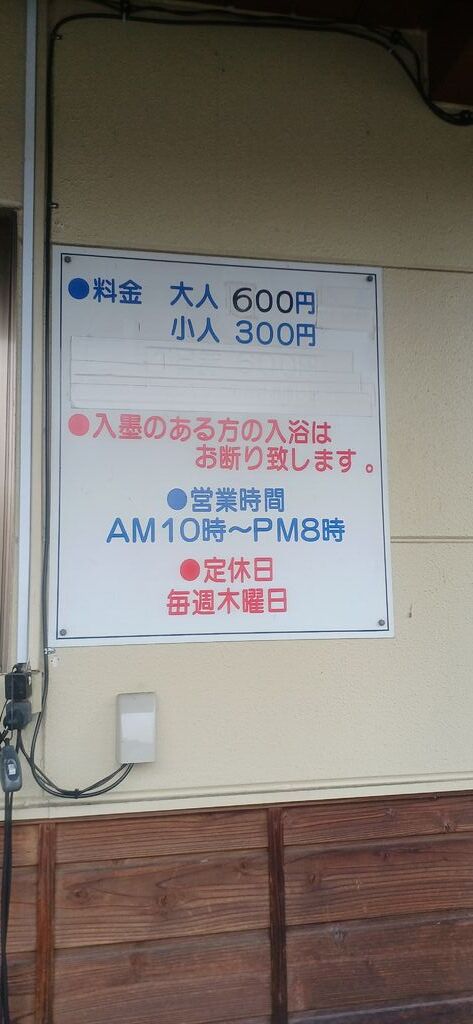 ●料金 大人 600円
小人 300円
●入墨のある方の入浴は
お断り致します。
●営業時間
AM10時～PM8時
●定休日
毎週木曜日